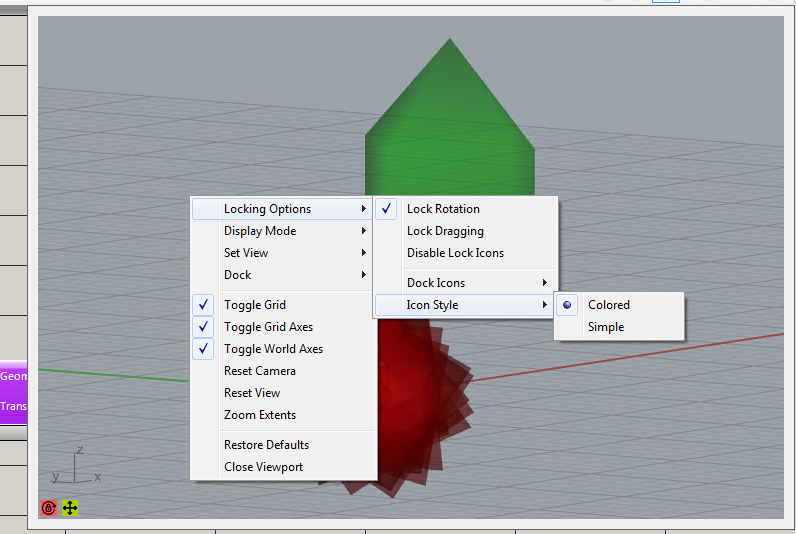 Locking Options
Display Mode
Set View
Dock
Toggle Grid
Toggle Grid Axes
Toggle World Axes
Reset Camera
Reset View
Zoom Extents
Restore Defaults
Close Viewport
Lock Rotation
Lock Dragging
Disable Lock Icons
Dock Icons
Icon Style
Colored
Simple
Geom
Trans
z
y
x